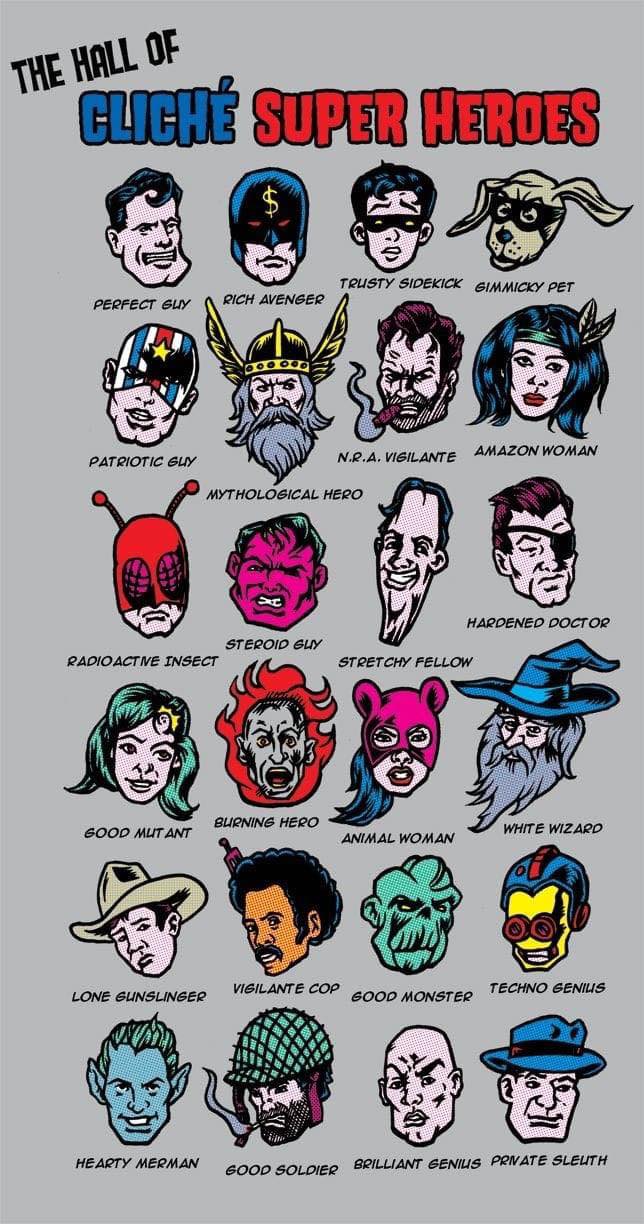 THE HALL OF
CLICHÉ SUPER HEROES
$
PERFECT GUY
RICH AVENGER
TRUSTY SIDEKICK
GIMMICKY PET
PATRIOTIC GUY
MYTHOLOGICAL HERO
N.R.A. VIGILANTE
AMAZON WOMAN
RADIOACTIVE INSECT
STEROID GUY
STRETCHY FELLOW
HARDENED DOCTOR
GOOD MUTANT
BURNING HERO
ANIMAL WOMAN
WHITE WIZARD
LONE GUNSLINGER
VIGILANTE COP
GOOD MONSTER
TECHNO GENIUS
HEARTY MERMAN
GOOD SOLDIER
BRILLIANT GENIUS
PRIVATE SLEUTH